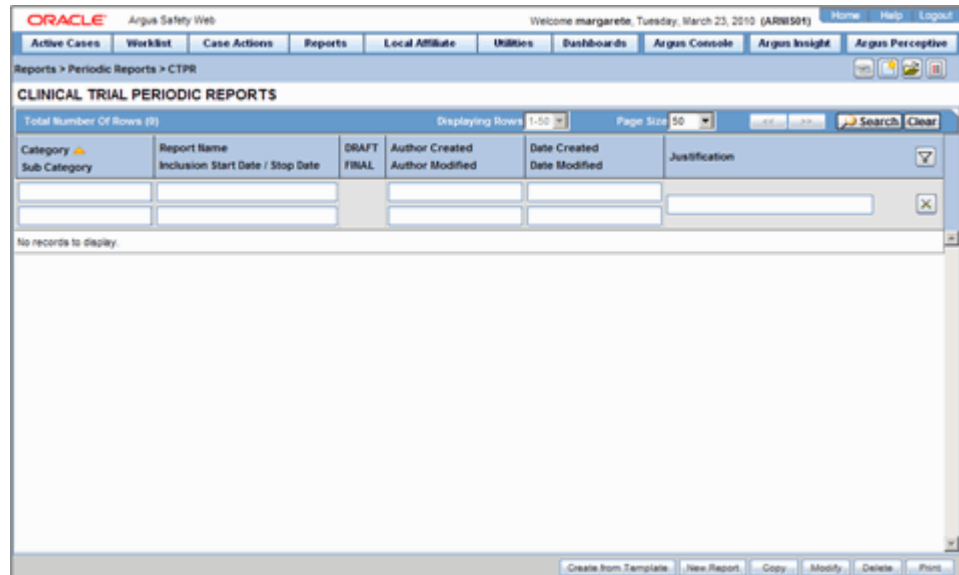 ORACLE Argus Safety Web Welcome margarete, Tuesday, March 23, 2010 (ARMIS01) Home Help Logout
Active Cases Worklist Case Actions Reports Local Affiliate Utilities Dashboards Argus Console Argus Insight Argus Perceptive
Reports > Periodic Reports > CTPR
CLINICAL TRIAL PERIODIC REPORTS
Total Number Of Rows (0) Displaying Rows 1-50 Page Size 50 << >> Search Clear
Category Report Name DRAFT Author Created Date Created Justification
Sub Category Inclusion Start Date / Stop Date FINAL Author Modified Date Modified
No records to display.
Create from Template New Report Copy Modify Delete Print